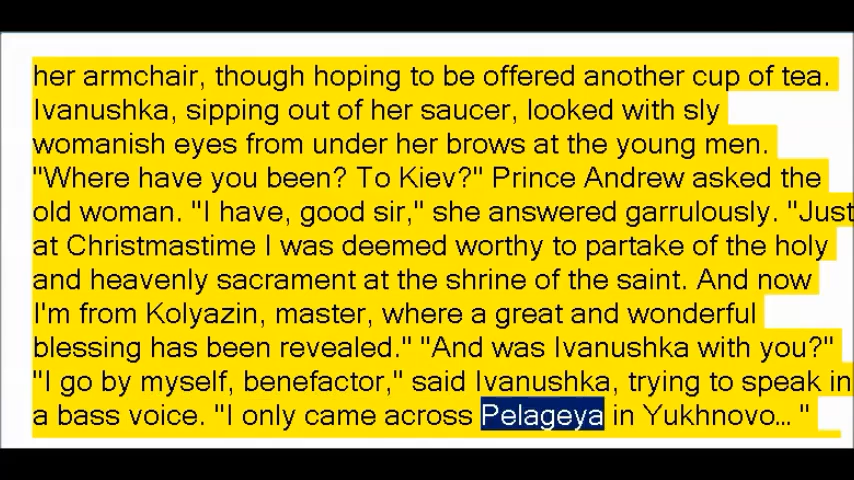 her armchair, though hoping to be offered another cup of tea.
Ivanushka, sipping out of her saucer, looked with sly
womanish eyes from under her brows at the young men.
"Where have you been? To Kiev?" Prince Andrew asked the
old woman. "I have, good sir," she answered garrulously. "Just
at Christmastime I was deemed worthy to partake of the holy
and heavenly sacrament at the shrine of the saint. And now
I'm from Kolyazin, master, where a great and wonderful
blessing has been revealed." "And was Ivanushka with you?"
"I go by myself, benefactor," said Ivanushka, trying to speak in
a bass voice. "I only came across Pelageya in Yukhnovo... "